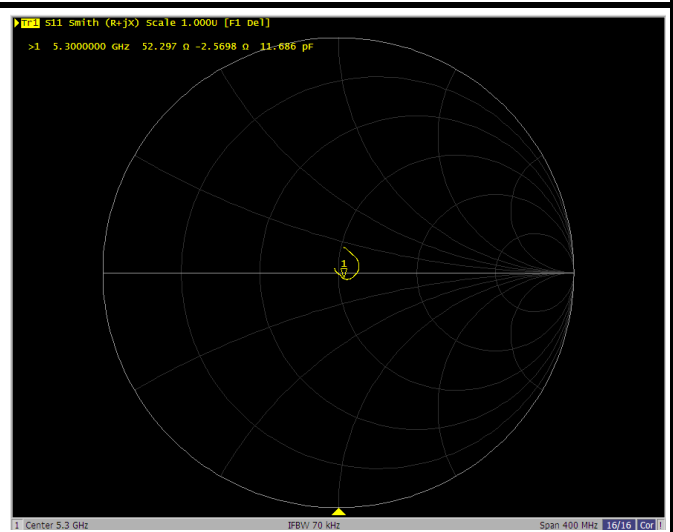 Tr1 S11 Smith (R+jX) Scale 1.000U [F1 Del]
>1 5.3000000 GHz 52.297 Ω -2.5698 Ω 11.686 pF
1
1 Center 5.3 GHz IFBW 70 kHz Span 400 MHz 16/16 Cor !